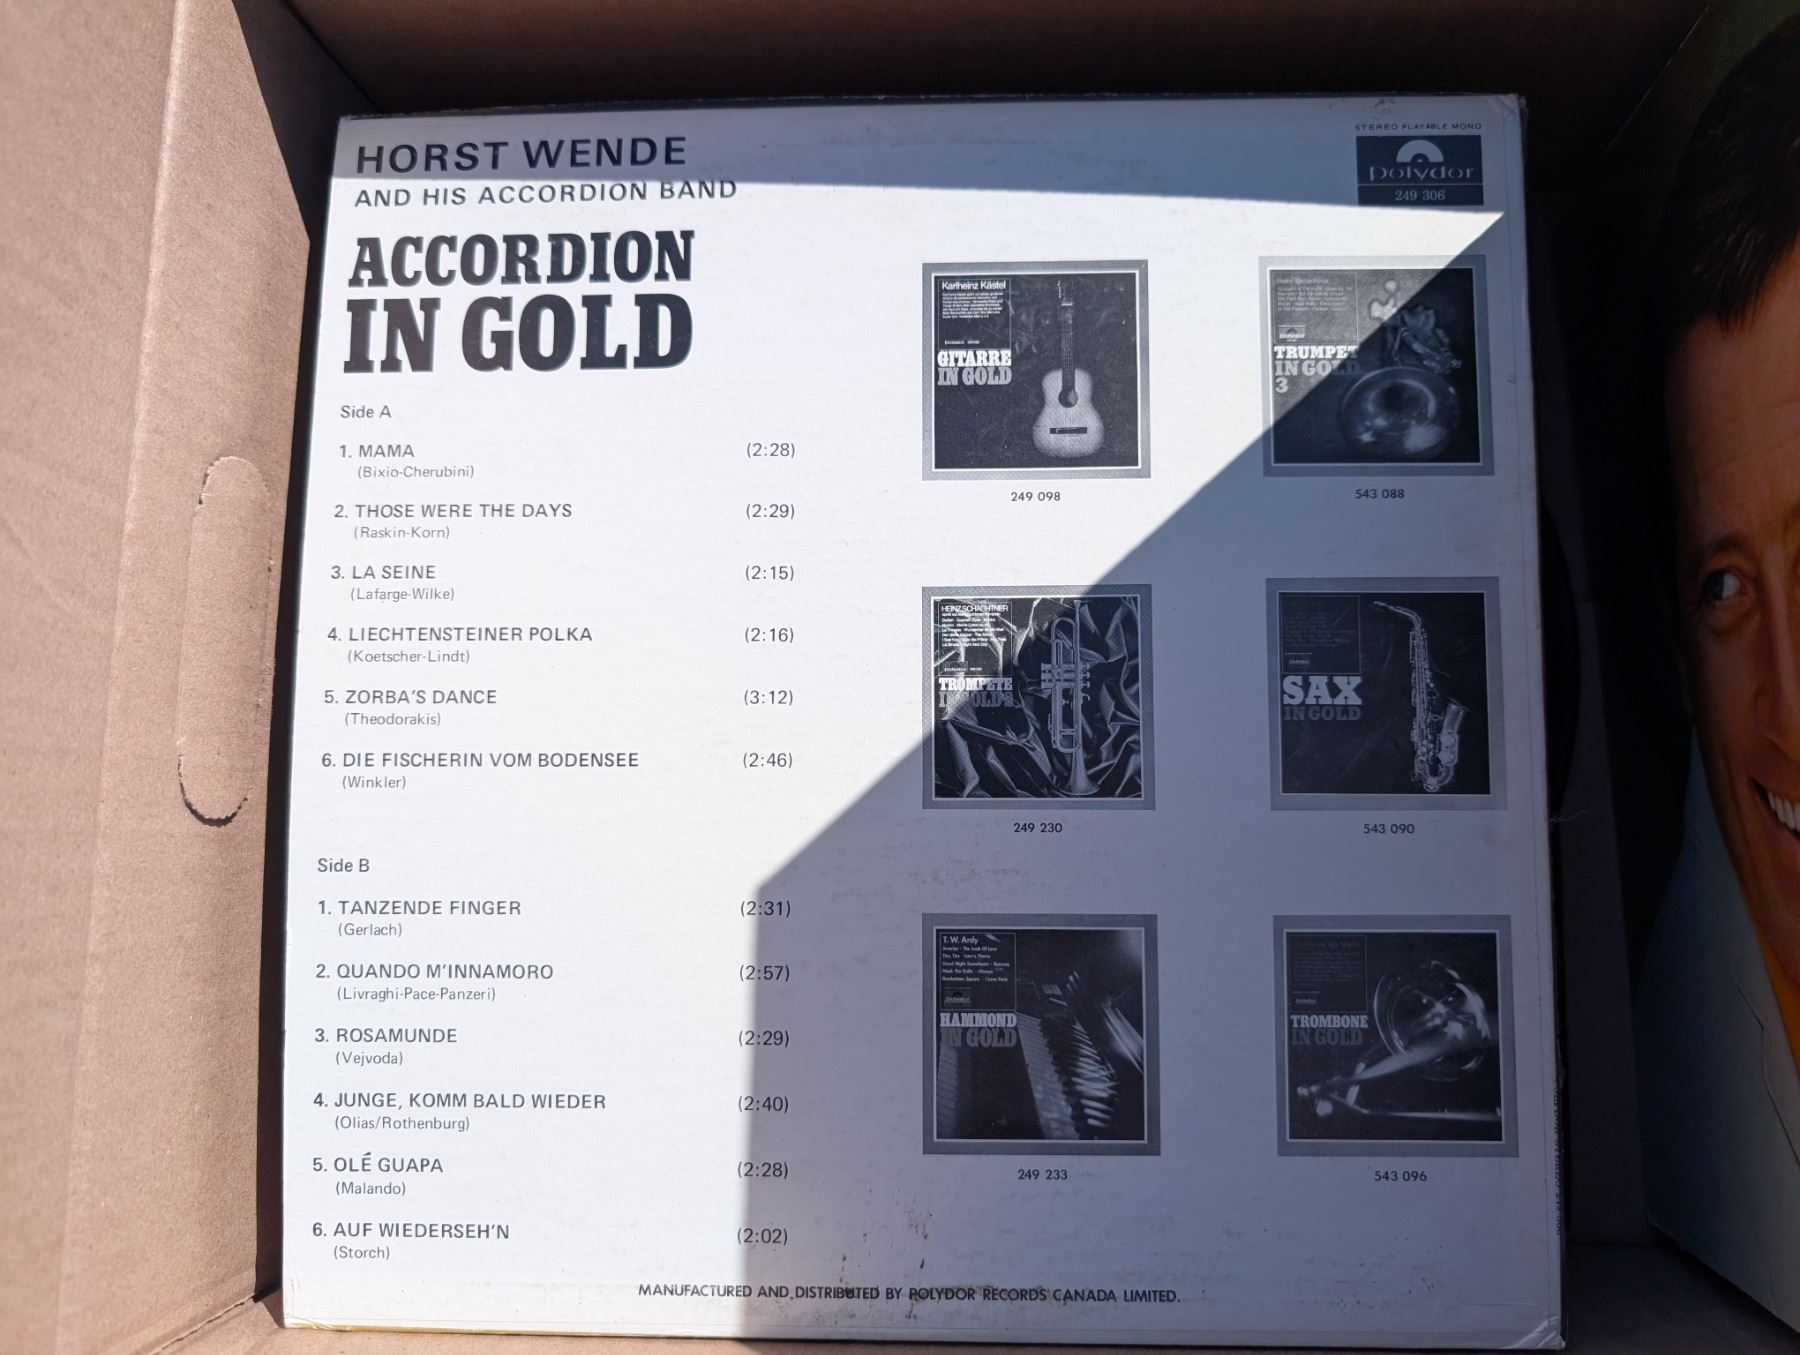 HORST WENDE
AND HIS ACCORDION BAND
ACCORDION
IN GOLD
STEREO PLAYABLE MONO
polydor
249 306
Side A
1. MAMA (2:28)
(Bixio-Cherubini)
2. THOSE WERE THE DAYS (2:29)
(Raskin-Korn)
3. LA SEINE (2:15)
(Lafarge-Wilke)
4. LIECHTENSTEINER POLKA (2:16)
(Koetscher-Lindt)
5. ZORBA'S DANCE (3:12)
(Theodorakis)
6. DIE FISCHERIN VOM BODENSEE (2:46)
(Winkler)
Side B
1. TANZENDE FINGER (2:31)
(Gerlach)
2. QUANDO M'INNAMORO (2:57)
(Livraghi-Pace-Panzeri)
3. ROSAMUNDE (2:29)
(Vejvoda)
4. JUNGE, KOMM BALD WIEDER (2:40)
(Olias/Rothenburg)
5. OLÉ GUAPA (2:28)
(Malando)
6. AUF WIEDERSEH'N (2:02)
(Storch)
Karlheinz Kästel
GITARRE
IN GOLD
249 098
TRUMPET
IN GOLD
3
543 088
HEINZ SCHACHTNER
TROMPETE
249 230
SAX
IN GOLD
543 090
T. W. Ardy
HAMMOND
IN GOLD
249 233
TROMBONE
IN GOLD
543 096
MANUFACTURED AND DISTRIBUTED BY POLYDOR RECORDS CANADA LIMITED.